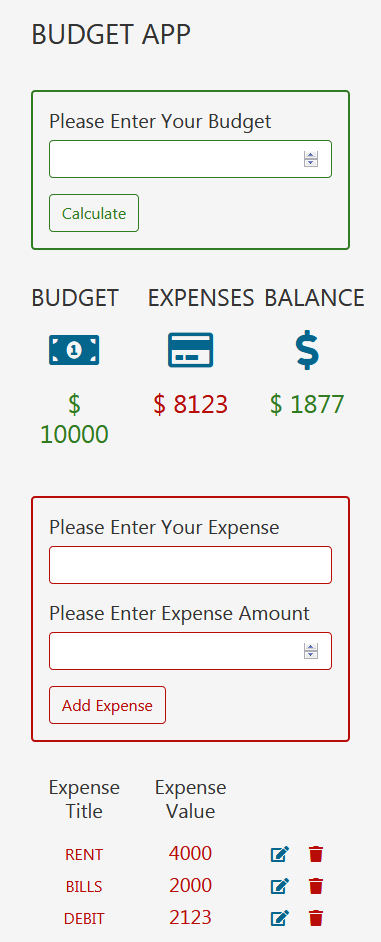 BUDGET APP
Please Enter Your Budget
Calculate
BUDGET EXPENSES BALANCE
1
$
10000
$ 8123
$ 1877
Please Enter Your Expense
Please Enter Expense Amount
Add Expense
Expense
Title
Expense
Value
RENT 4000
BILLS 2000
DEBIT 2123